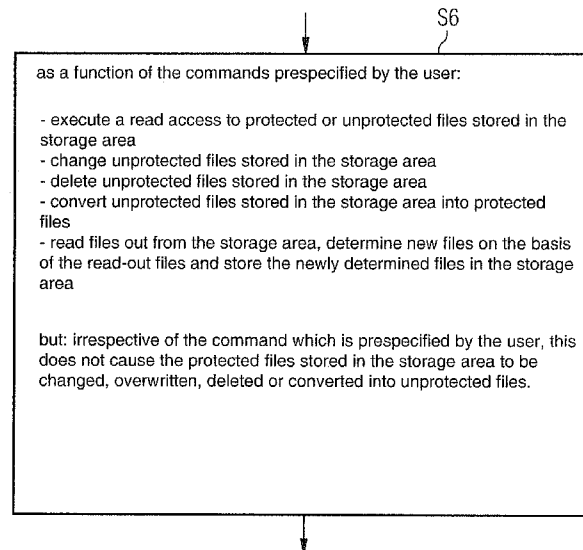 S6
as a function of the commands prespecified by the user:
- execute a read access to protected or unprotected files stored in the
storage area
- change unprotected files stored in the storage area
- delete unprotected files stored in the storage area
- convert unprotected files stored in the storage area into protected
files
- read files out from the storage area, determine new files on the basis
of the read-out files and store the newly determined files in the storage
area
but: irrespective of the command which is prespecified by the user, this
does not cause the protected files stored in the storage area to be
changed, overwritten, deleted or converted into unprotected files.